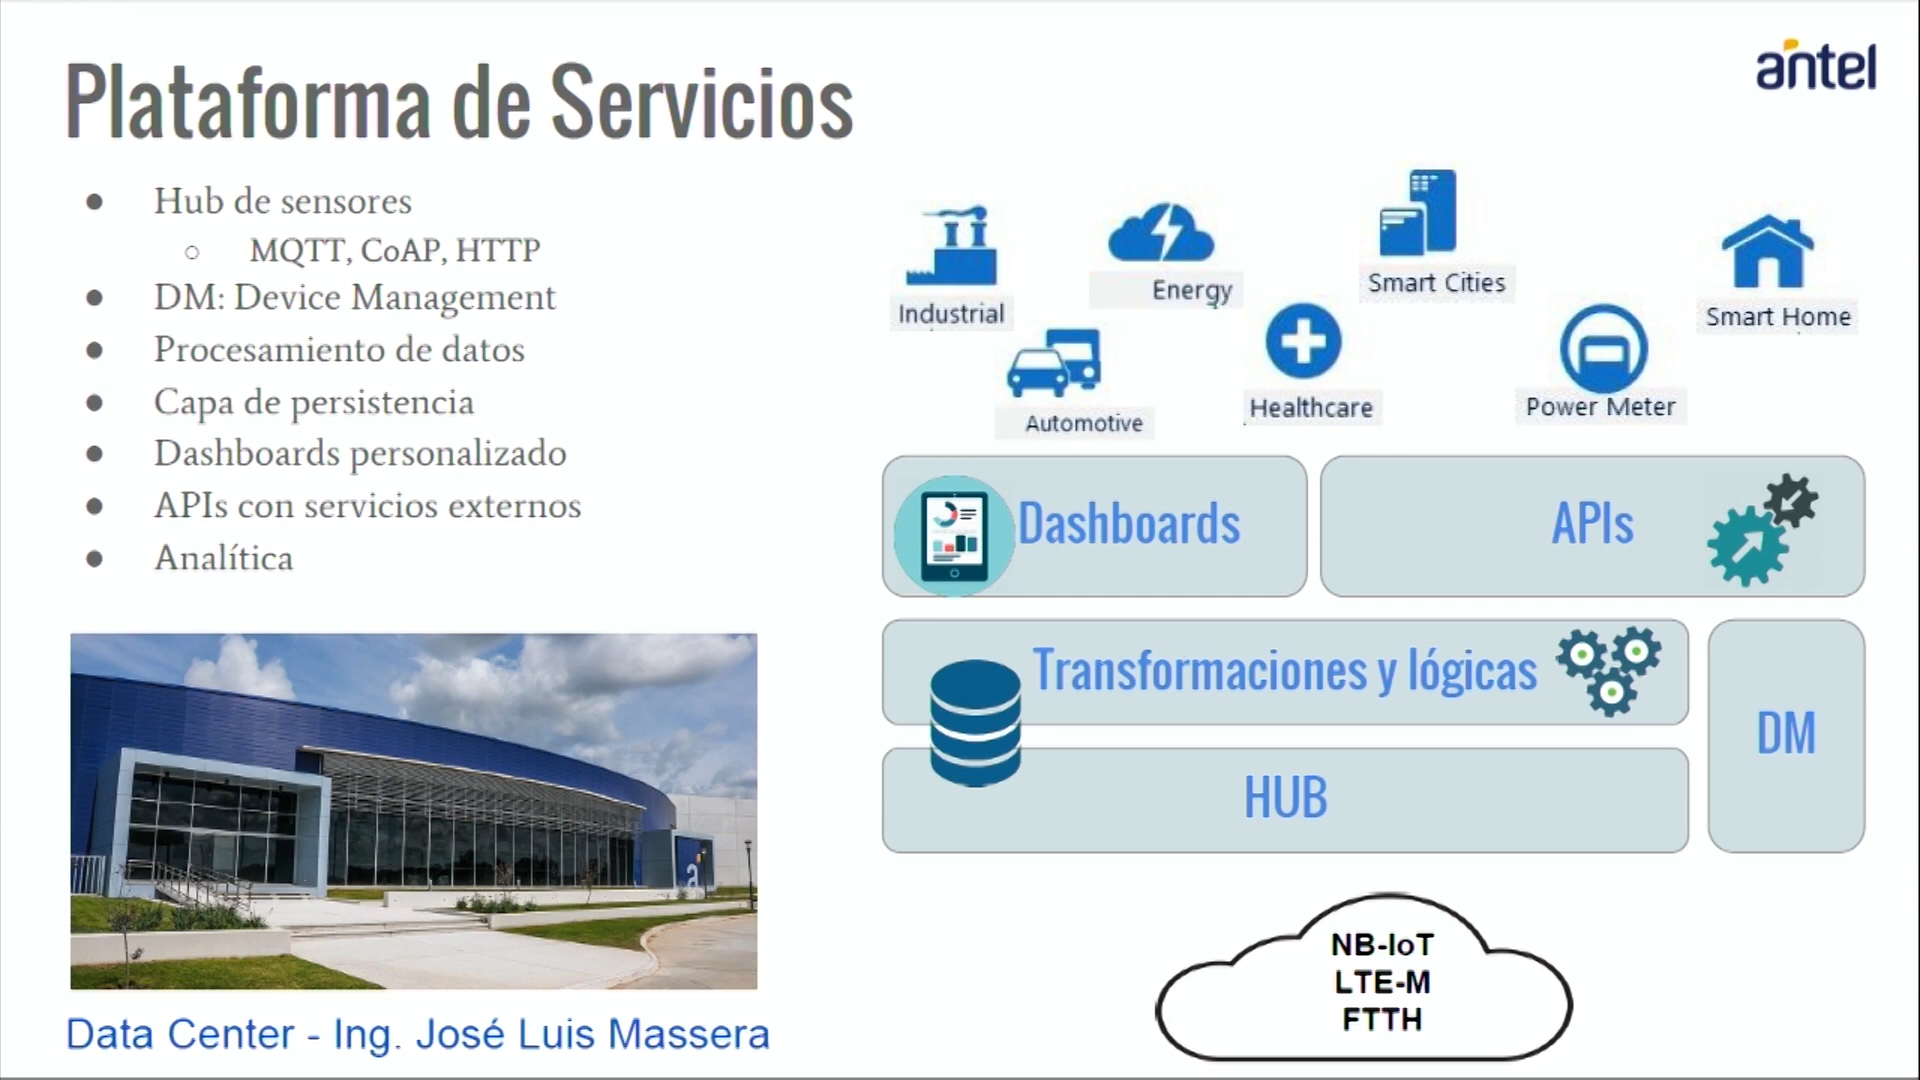 Plataforma de Servicios
antel
● Hub de sensores
○ MQTT, CoAP, HTTP
● DM: Device Management
● Procesamiento de datos
● Capa de persistencia
● Dashboards personalizado
● APIs con servicios externos
● Analítica
Industrial
Energy
Smart Cities
Smart Home
Automotive
Healthcare
Power Meter
Dashboards
APIs
Transformaciones y lógicas
DM
HUB
NB-IoT
LTE-M
FTTH
a
Data Center - Ing. José Luis Massera